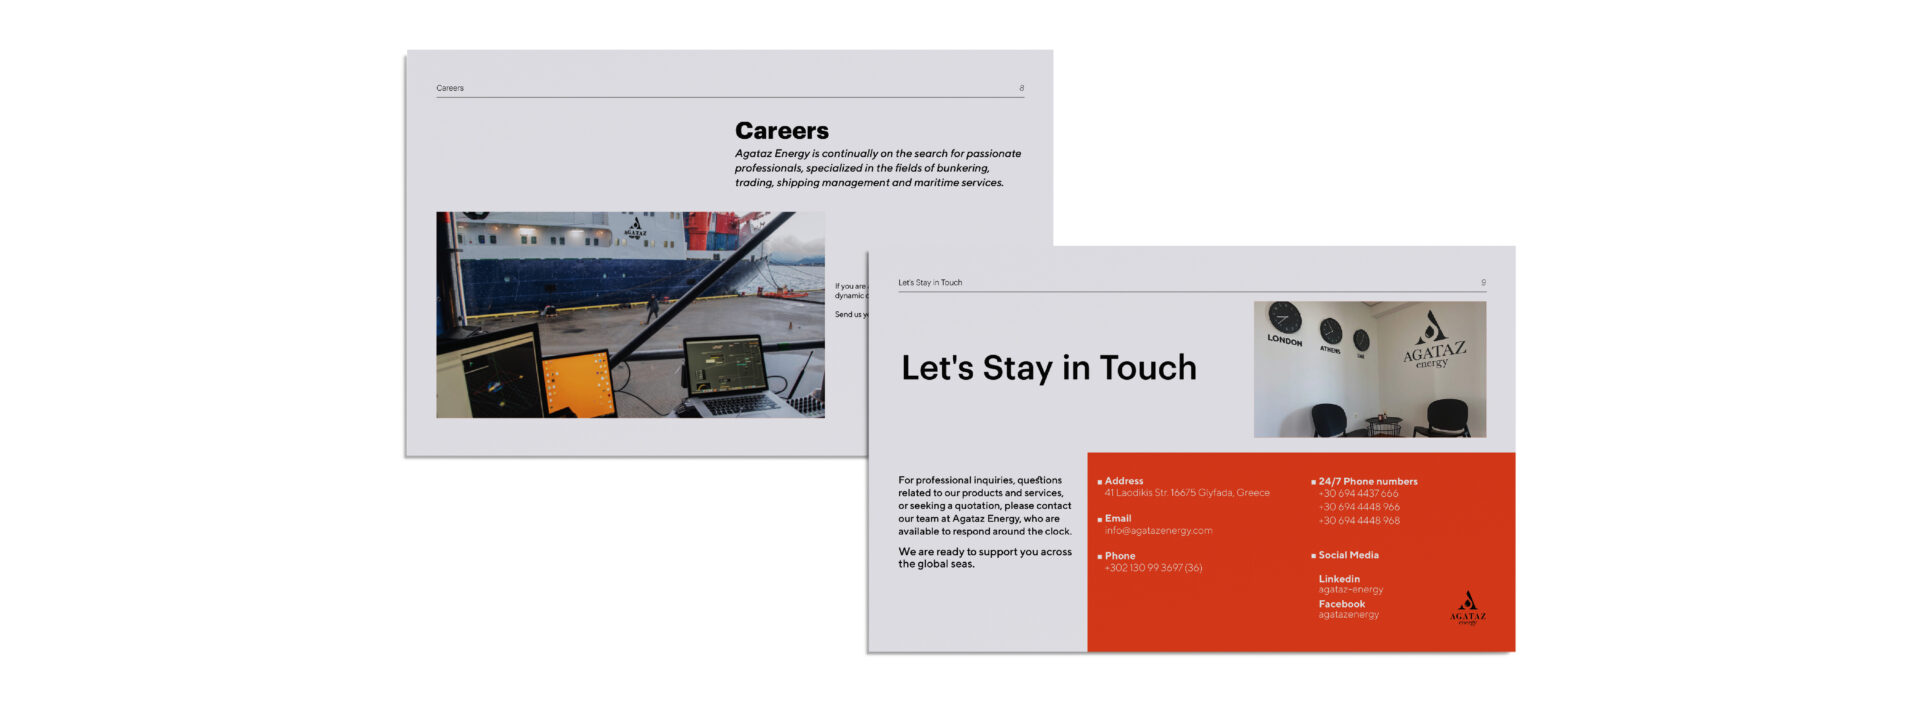 Careers
8
Careers
Agataz Energy is continually on the search for passionate
professionals, specialized in the fields of bunkering,
trading, shipping management and maritime services.
AGATAZ
If you are
dynamic
Send us
Let's Stay in Touch
9
Let's Stay in Touch
LONDON
ATHENS
UAE
AGATAZ
energy
For professional inquiries, questions
related to our products and services,
or seeking a quotation, please contact
our team at Agataz Energy, who are
available to respond around the clock.
We are ready to support you across
the global seas.
Address
41 Laodikis Str. 16675 Glyfada, Greece
Email
info@agatazenergy.com
Phone
+302 130 99 3697 (36)
24/7 Phone numbers
+30 694 4437 666
+30 694 4448 966
+30 694 4448 968
Social Media
Linkedin
agataz-energy
Facebook
agatazenergy
AGATAZ
energy